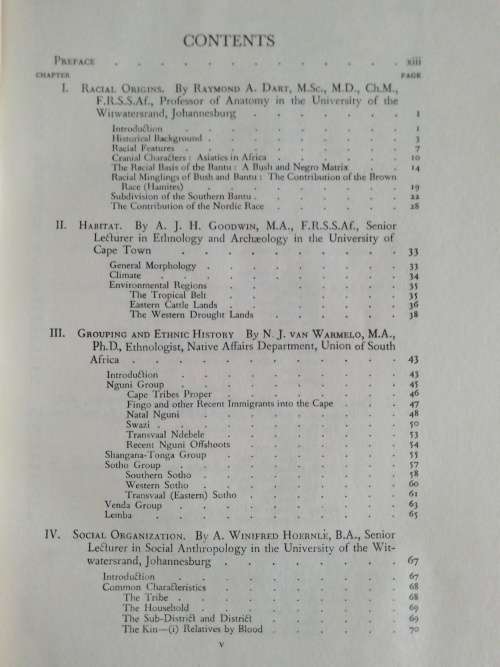 CONTENTS
PREFACE . . . . . . . . . . . . xiii
CHAPTER PAGE
I. RACIAL ORIGINS. By RAYMOND A. DART, M.Sc., M.D., Ch.M.,
F.R.S.S.Af., Professor of Anatomy in the University of the
Witwatersrand, Johannesburg . . . . . . . 1
Introduction . . . . . . . . . . 1
Historical Background . . . . . . . . . 3
Racial Features . . . . . . . . . 7
Cranial Characters : Asiatics in Africa . . . . . . 10
The Racial Basis of the Bantu : A Bush and Negro Matrix . . 14
Racial Minglings of Bush and Bantu : The Contribution of the Brown
Race (Hamites) . . . . . . . . . 19
Subdivision of the Southern Bantu . . . . . . . 22
The Contribution of the Nordic Race . . . . . . 28
II. HABITAT. By A. J. H. GOODWIN, M.A., F.R.S.S.Af., Senior
Lecturer in Ethnology and Archæology in the University of
Cape Town . . . . . . . . . . 33
General Morphology . . . . . . . . . 33
Climate . . . . . . . . . . . 34
Environmental Regions . . . . . . . . 35
The Tropical Belt . . . . . . . . 35
Eastern Cattle Lands . . . . . . . . 36
The Western Drought Lands . . . . . . . 38
III. GROUPING AND ETHNIC HISTORY By N. J. VAN WARMELO, M.A.,
Ph.D., Ethnologist, Native Affairs Department, Union of South
Africa . . . . . . . . . . . 43
Introduction . . . . . . . . . . 43
Nguni Group . . . . . . . . . . 45
Cape Tribes Proper . . . . . . . . 46
Fingo and other Recent Immigrants into the Cape . . . 47
Natal Nguni . . . . . . . . . 48
Swazi . . . . . . . . . . 50
Transvaal Ndebele . . . . . . . . 53
Recent Nguni Offshoots . . . . . . . 54
Shangana-Tonga Group . . . . . . . . 55
Sotho Group . . . . . . . . . . 57
Southern Sotho . . . . . . . . . 58
Western Sotho . . . . . . . . . 60
Transvaal (Eastern) Sotho . . . . . . . 61
Venda Group . . . . . . . . . . 63
Lemba . . . . . . . . . . . 65
IV. SOCIAL ORGANIZATION. By A. WINIFRED HOERNLÉ, B.A., Senior
Lecturer in Social Anthropology in the University of the Wit-
watersrand, Johannesburg . . . . . . . . 67
Introduction . . . . . . . . . . 67
Common Characteristics . . . . . . . . 68
The Tribe . . . . . . . . . . 68
The Household . . . . . . . . . 69
The Sub-District and District . . . . . . . 69
The Kin—(i) Relatives by Blood . . . . . . 70
v